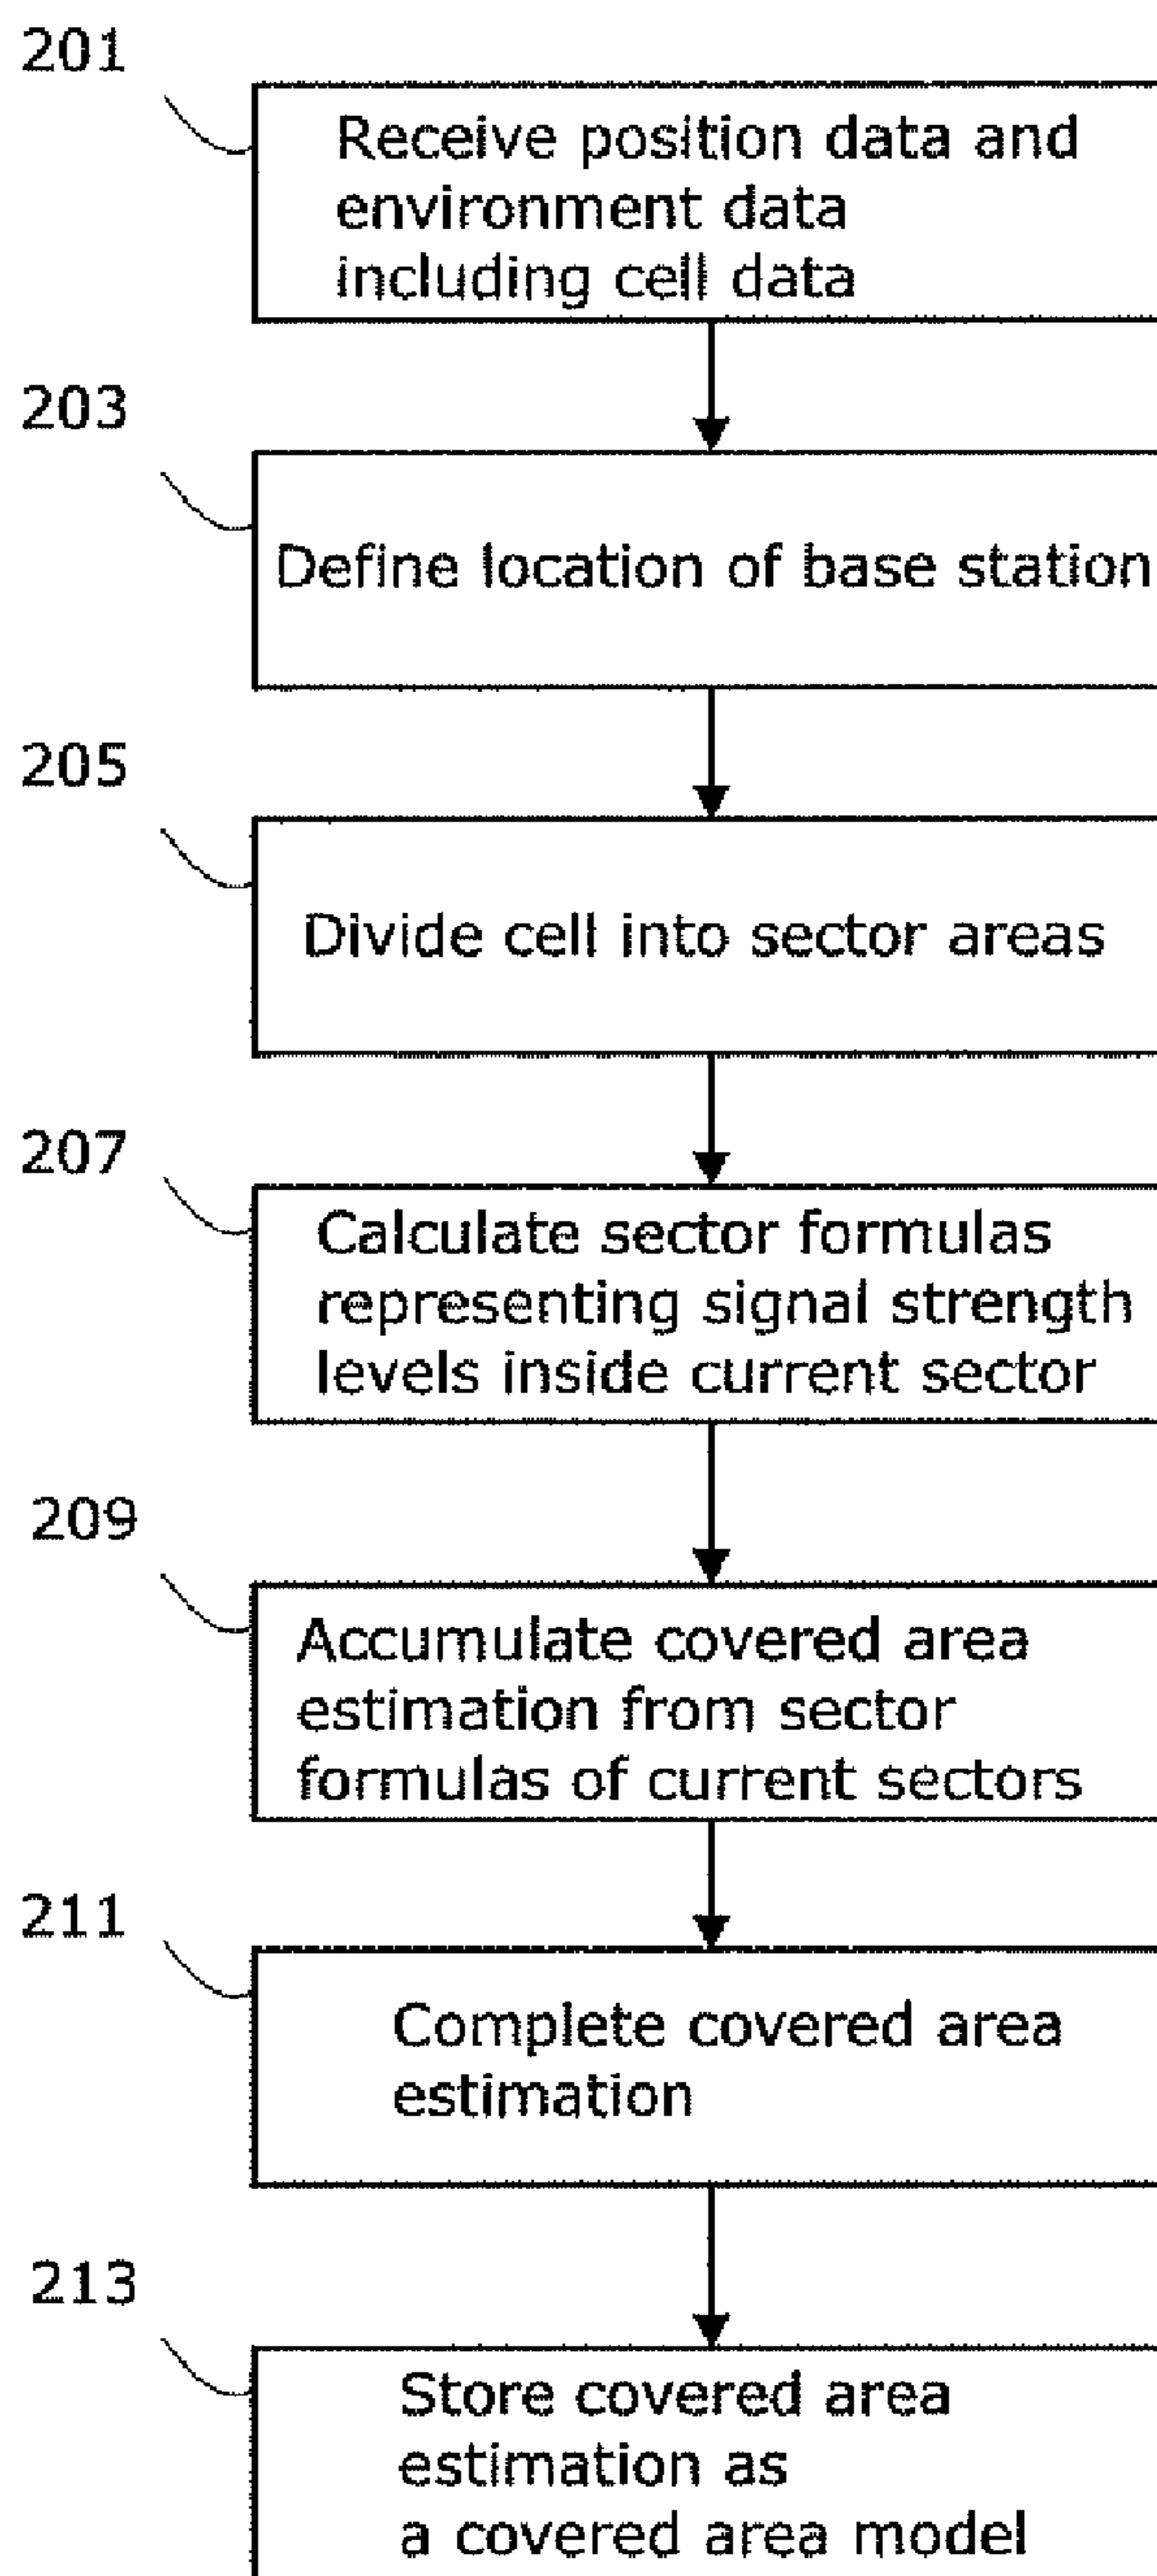 201
Receive position data and
environment data
including cell data
203
Define location of base station
205
Divide cell into sector areas
207
Calculate sector formulas
representing signal strength
levels inside current sector
209
Accumulate covered area
estimation from sector
formulas of current sectors
211
Complete covered area
estimation
213
Store covered area
estimation as
a covered area model